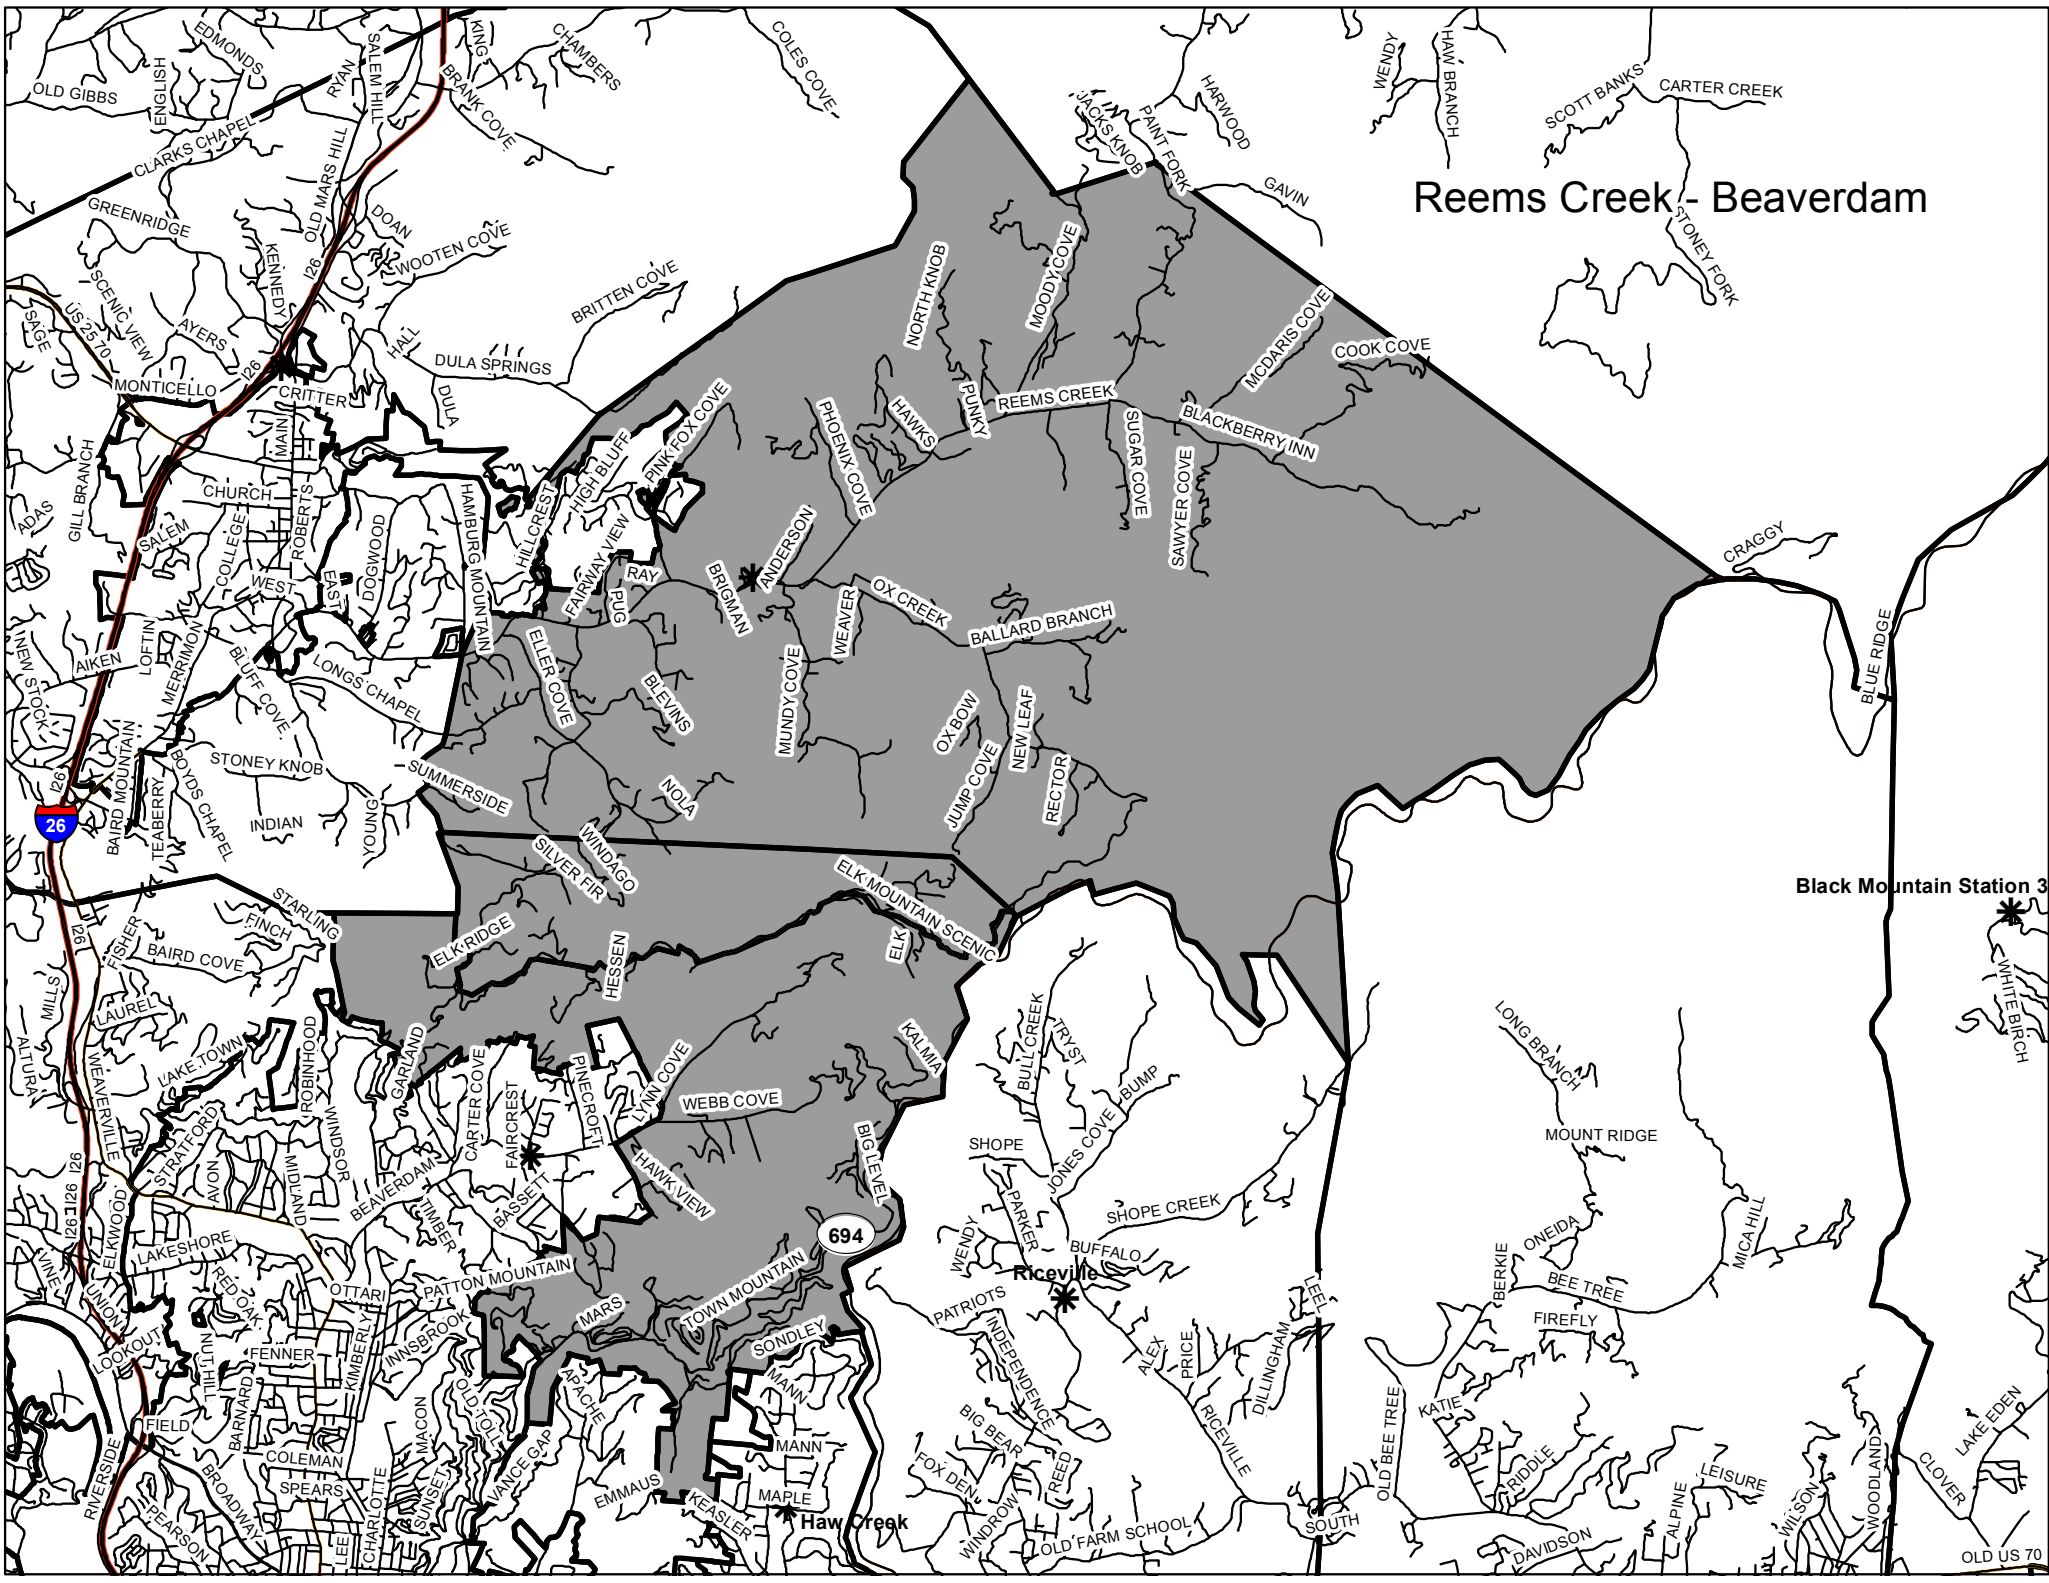 Reems Creek - Beaverdam
EDMONDS
KING
CHAMBERS
COLES COVE
OLD GIBBS
ENGLISH
RYAN
SALEM HILL
BRANK COVE
CLARKS CHAPEL
OLD MARS HILL
JACKS KNOB
PAINT FORK
HARWOOD
GAVIN
WENDY
HAW BRANCH
SCOTT BANKS
CARTER CREEK
STONEY FORK
GREENRIDGE
DOAN
KENNEDY
I26
WOOTEN COVE
BRITTEN COVE
SCENIC VIEW
SAGE
US 25 70
AYERS
HALL
DULA SPRINGS
DULA
I26
MONTICELLO
CRITTER
MAIN
NORTH KNOB
MOODY COVE
MCDARIS COVE
COOK COVE
REEMS CREEK
PUNKY
HAWKS
PHOENIX COVE
PINK FOX COVE
HIGH BLUFF
HILLCREST
FAIRWAY VIEW
SUGAR COVE
BLACKBERRY INN
SAWYER COVE
GILL BRANCH
ADAS
CHURCH
SALEM
COLLEGE
ROBERTS
WEST
EAST
DOGWOOD
HAMBURG MOUNTAIN
RAY
PUG
BRIGMAN
ANDERSON
WEAVER
OX CREEK
BALLARD BRANCH
CRAGGY
BLUE RIDGE
NEW STOCK
AIKEN
LOFTIN
MERRIMON
BLUFF COVE
LONGS CHAPEL
ELLER COVE
BLEVINS
MUNDY COVE
OXBOW
NEW LEAF
JUMP COVE
RECTOR
I26
26
BAIRD MOUNTAIN
TEABERRY
BOYDS CHAPEL
STONEY KNOB
INDIAN
YOUNG
SUMMERSIDE
NOLA
WINDAGO
SILVER FIR
ELK MOUNTAIN SCENIC
ELK
Black Mountain Station 3
WHITE BIRCH
STARLING
FINCH
I26
FISHER
BAIRD COVE
ELK RIDGE
HESSEN
MILLS
LAUREL
ALTURA
WEAVERVILLE
LAKE TOWN
ROBINHOOD
WINDSOR
GARLAND
CARTER COVE
FAIRCREST
PINECROFT
LYNN COVE
WEBB COVE
KALMIA
BIG LEVEL
HAWK VIEW
694
BULL CREEK
TRYST
BUMP
JONES COVE
SHOPE
PARKER
SHOPE CREEK
WENDY
BUFFALO
Riceville
LONG BRANCH
MOUNT RIDGE
ONEIDA
BERKIE
BEE TREE
FIREFLY
MICA HILL
I26
I26
I26
I26
STRATFORD
AVON
MIDLAND
BEAVERDAM
TIMBER
BASSETT
ELKWOOD
VINE
LAKESHORE
RED OAK
OTTARI
PATTON MOUNTAIN
MARS
TOWN MOUNTAIN
SONDLEY
UNION
LOOKOUT
NUT HILL
FENNER
KIMBERLY
INNSBROOK
PATRIOTS
INDEPENDENCE
ALEX
PRICE
DILLINGHAM
LEEL
FIELD
BARNARD
COLEMAN
SPEARS
MACON
OLD TOLL
SUNSET
VANCE GAP
APACHE
EMMAUS
MANN
MANN
MAPLE
KEASLER
Haw Creek
BIG BEAR
FOX DEN
REED
WINDROW
RICEVILLE
OLD FARM SCHOOL
SOUTH
OLD BEE TREE
KATIE
RIDDLE
DAVIDSON
ALPINE
LEISURE
WILSON
WOODLAND
CLOVER
LAKE EDEN
OLD US 70
RIVERSIDE
PEARSON
BROADWAY
LEE
CHARLOTTE